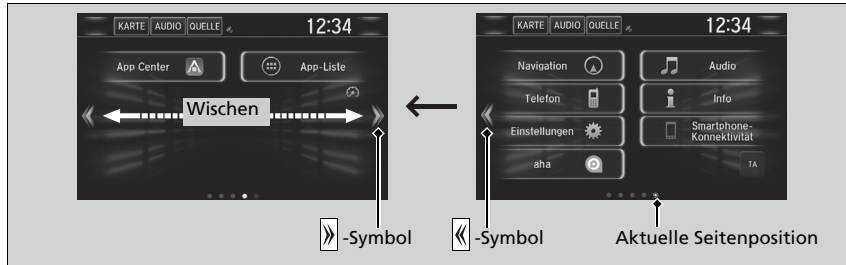 KARTE AUDIO QUELLE 12:34
App Center App-Liste
Wischen
KARTE AUDIO QUELLE 12:34
Navigation Audio
Telefon Info
Einstellungen Smartphone-
Konnektivitat
aha TA
-Symbol -Symbol Aktuelle Seitenposition